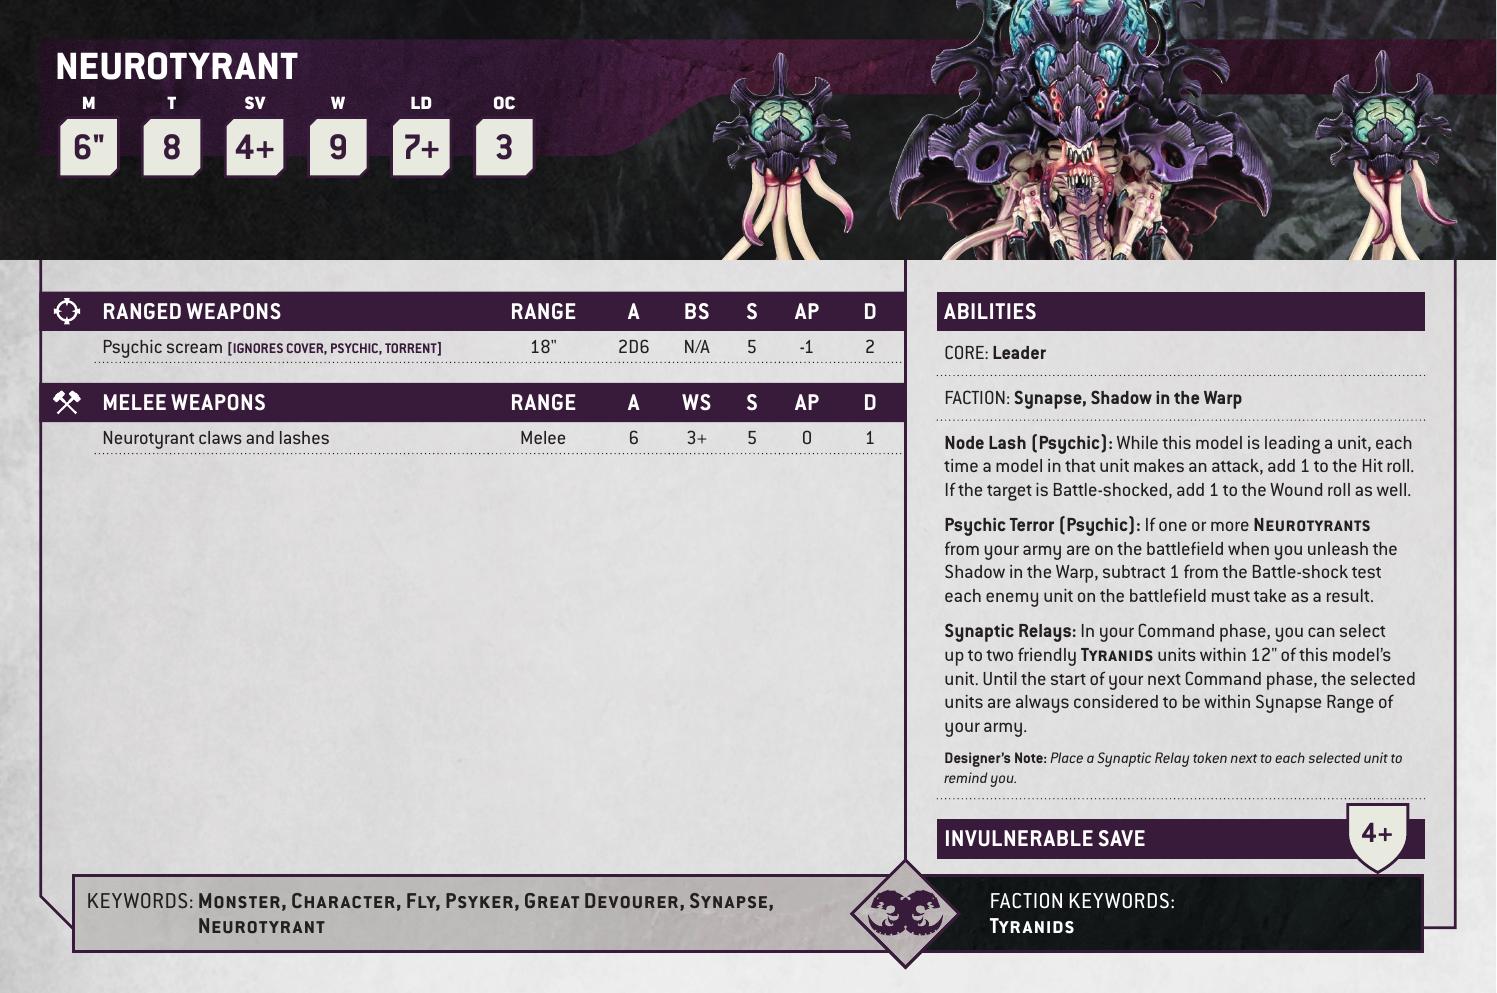 NEUROTYRANT
M T SV W LD OC
6" 8 4+ 9 7+ 3
RANGED WEAPONS RANGE A BS S AP D
Psychic scream [IGNORES COVER, PSYCHIC, TORRENT] 18" 2D6 N/A 5 -1 2
MELEE WEAPONS RANGE A WS S AP D
Neurotyrant claws and lashes Melee 6 3+ 5 0 1
ABILITIES
CORE: Leader
FACTION: Synapse, Shadow in the Warp
Node Lash (Psychic): While this model is leading a unit, each
time a model in that unit makes an attack, add 1 to the Hit roll.
If the target is Battle-shocked, add 1 to the Wound roll as well.
Psychic Terror (Psychic): If one or more NEUROTYRANTS
from your army are on the battlefield when you unleash the
Shadow in the Warp, subtract 1 from the Battle-shock test
each enemy unit on the battlefield must take as a result.
Synaptic Relays: In your Command phase, you can select
up to two friendly TYRANIDS units within 12" of this model's
unit. Until the start of your next Command phase, the selected
units are always considered to be within Synapse Range of
your army.
Designer's Note: Place a Synaptic Relay token next to each selected unit to
remind you.
INVULNERABLE SAVE 4+
KEYWORDS: MONSTER, CHARACTER, FLY, PSYKER, GREAT DEVOURER, SYNAPSE,
NEUROTYRANT
FACTION KEYWORDS:
TYRANIDS